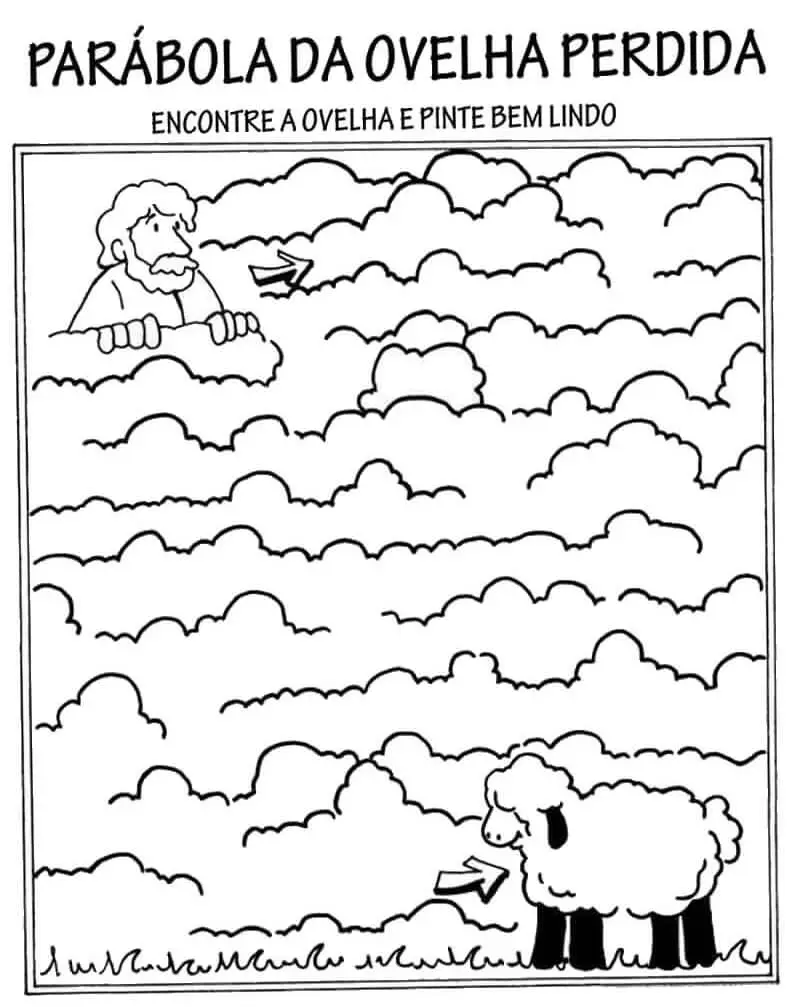 PARÁBOLA DA OVELHA PERDIDA
ENCONTRE A OVELHA E PINTE BEM LINDO